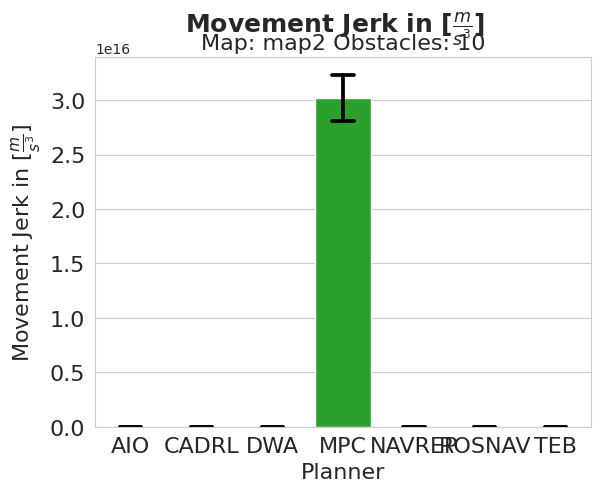 Movement Jerk in [m/s³]
Map: map2 Obstacles: 10
1e16
Movement Jerk in [m/s³]
3.0
2.5
2.0
1.5
1.0
0.5
0.0
AIO CADRL DWA MPC NAVREP ROSNAV TEB
Planner